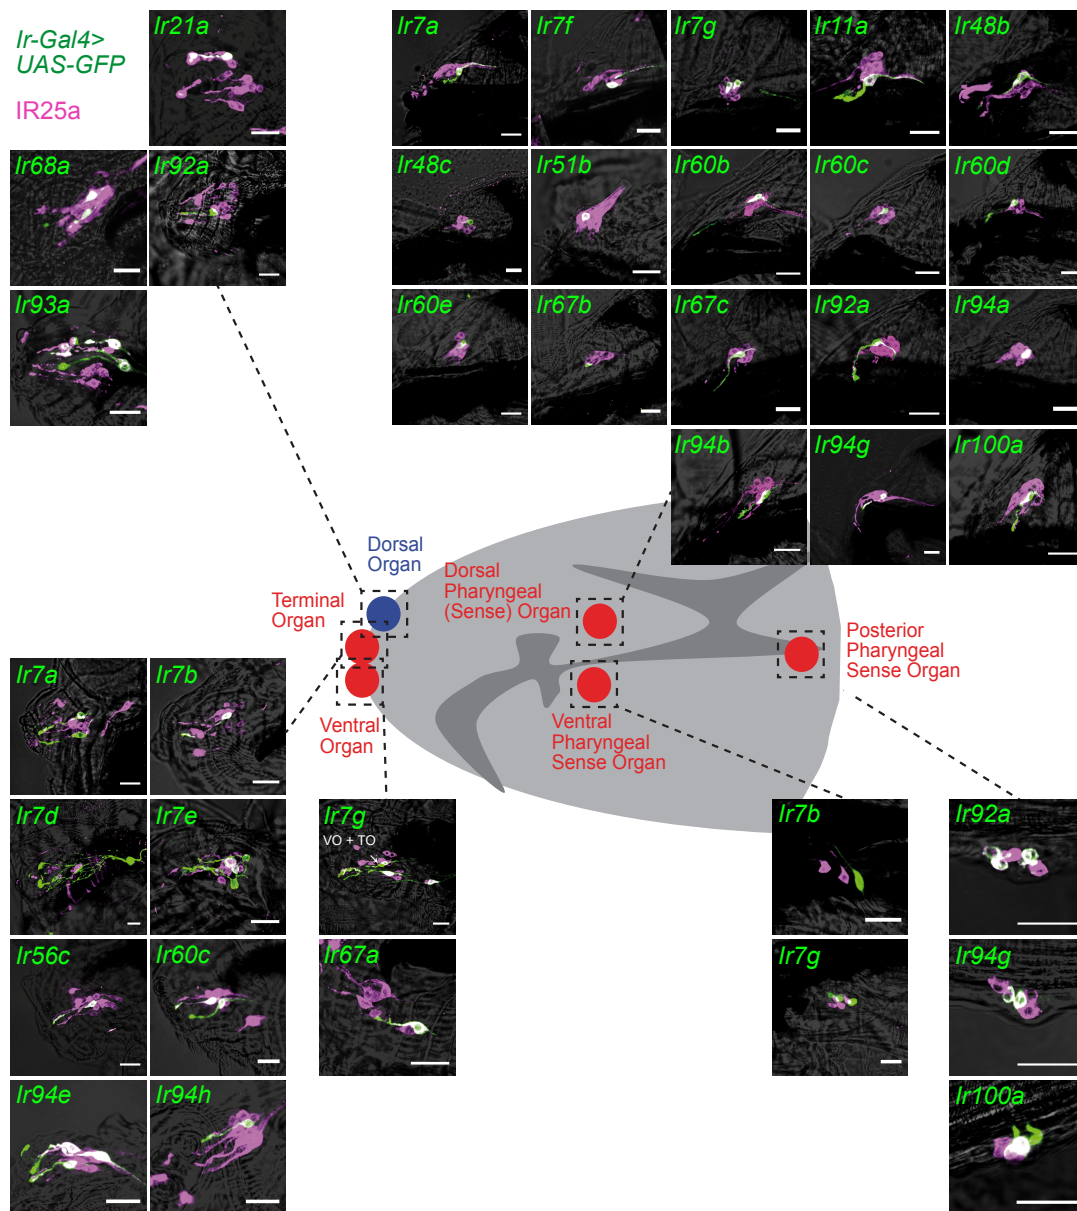 Ir-Gal4>
UAS-GFP
IR25a
Ir21a
Ir68a
Ir92a
Ir93a
Ir7a
Ir7f
Ir7g
Ir11a
Ir48b
Ir48c
Ir51b
Ir60b
Ir60c
Ir60d
Ir60e
Ir67b
Ir67c
Ir92a
Ir94a
Ir94b
Ir94g
Ir100a
Dorsal
Organ
Terminal
Organ
Ventral
Organ
Dorsal
Pharyngeal
(Sense) Organ
Ventral
Pharyngeal
Sense Organ
Posterior
Pharyngeal
Sense Organ
Ir7a
Ir7b
Ir7d
Ir7e
Ir56c
Ir60c
Ir94e
Ir94h
Ir7g
VO + TO
Ir67a
Ir7b
Ir7g
Ir92a
Ir94g
Ir100a